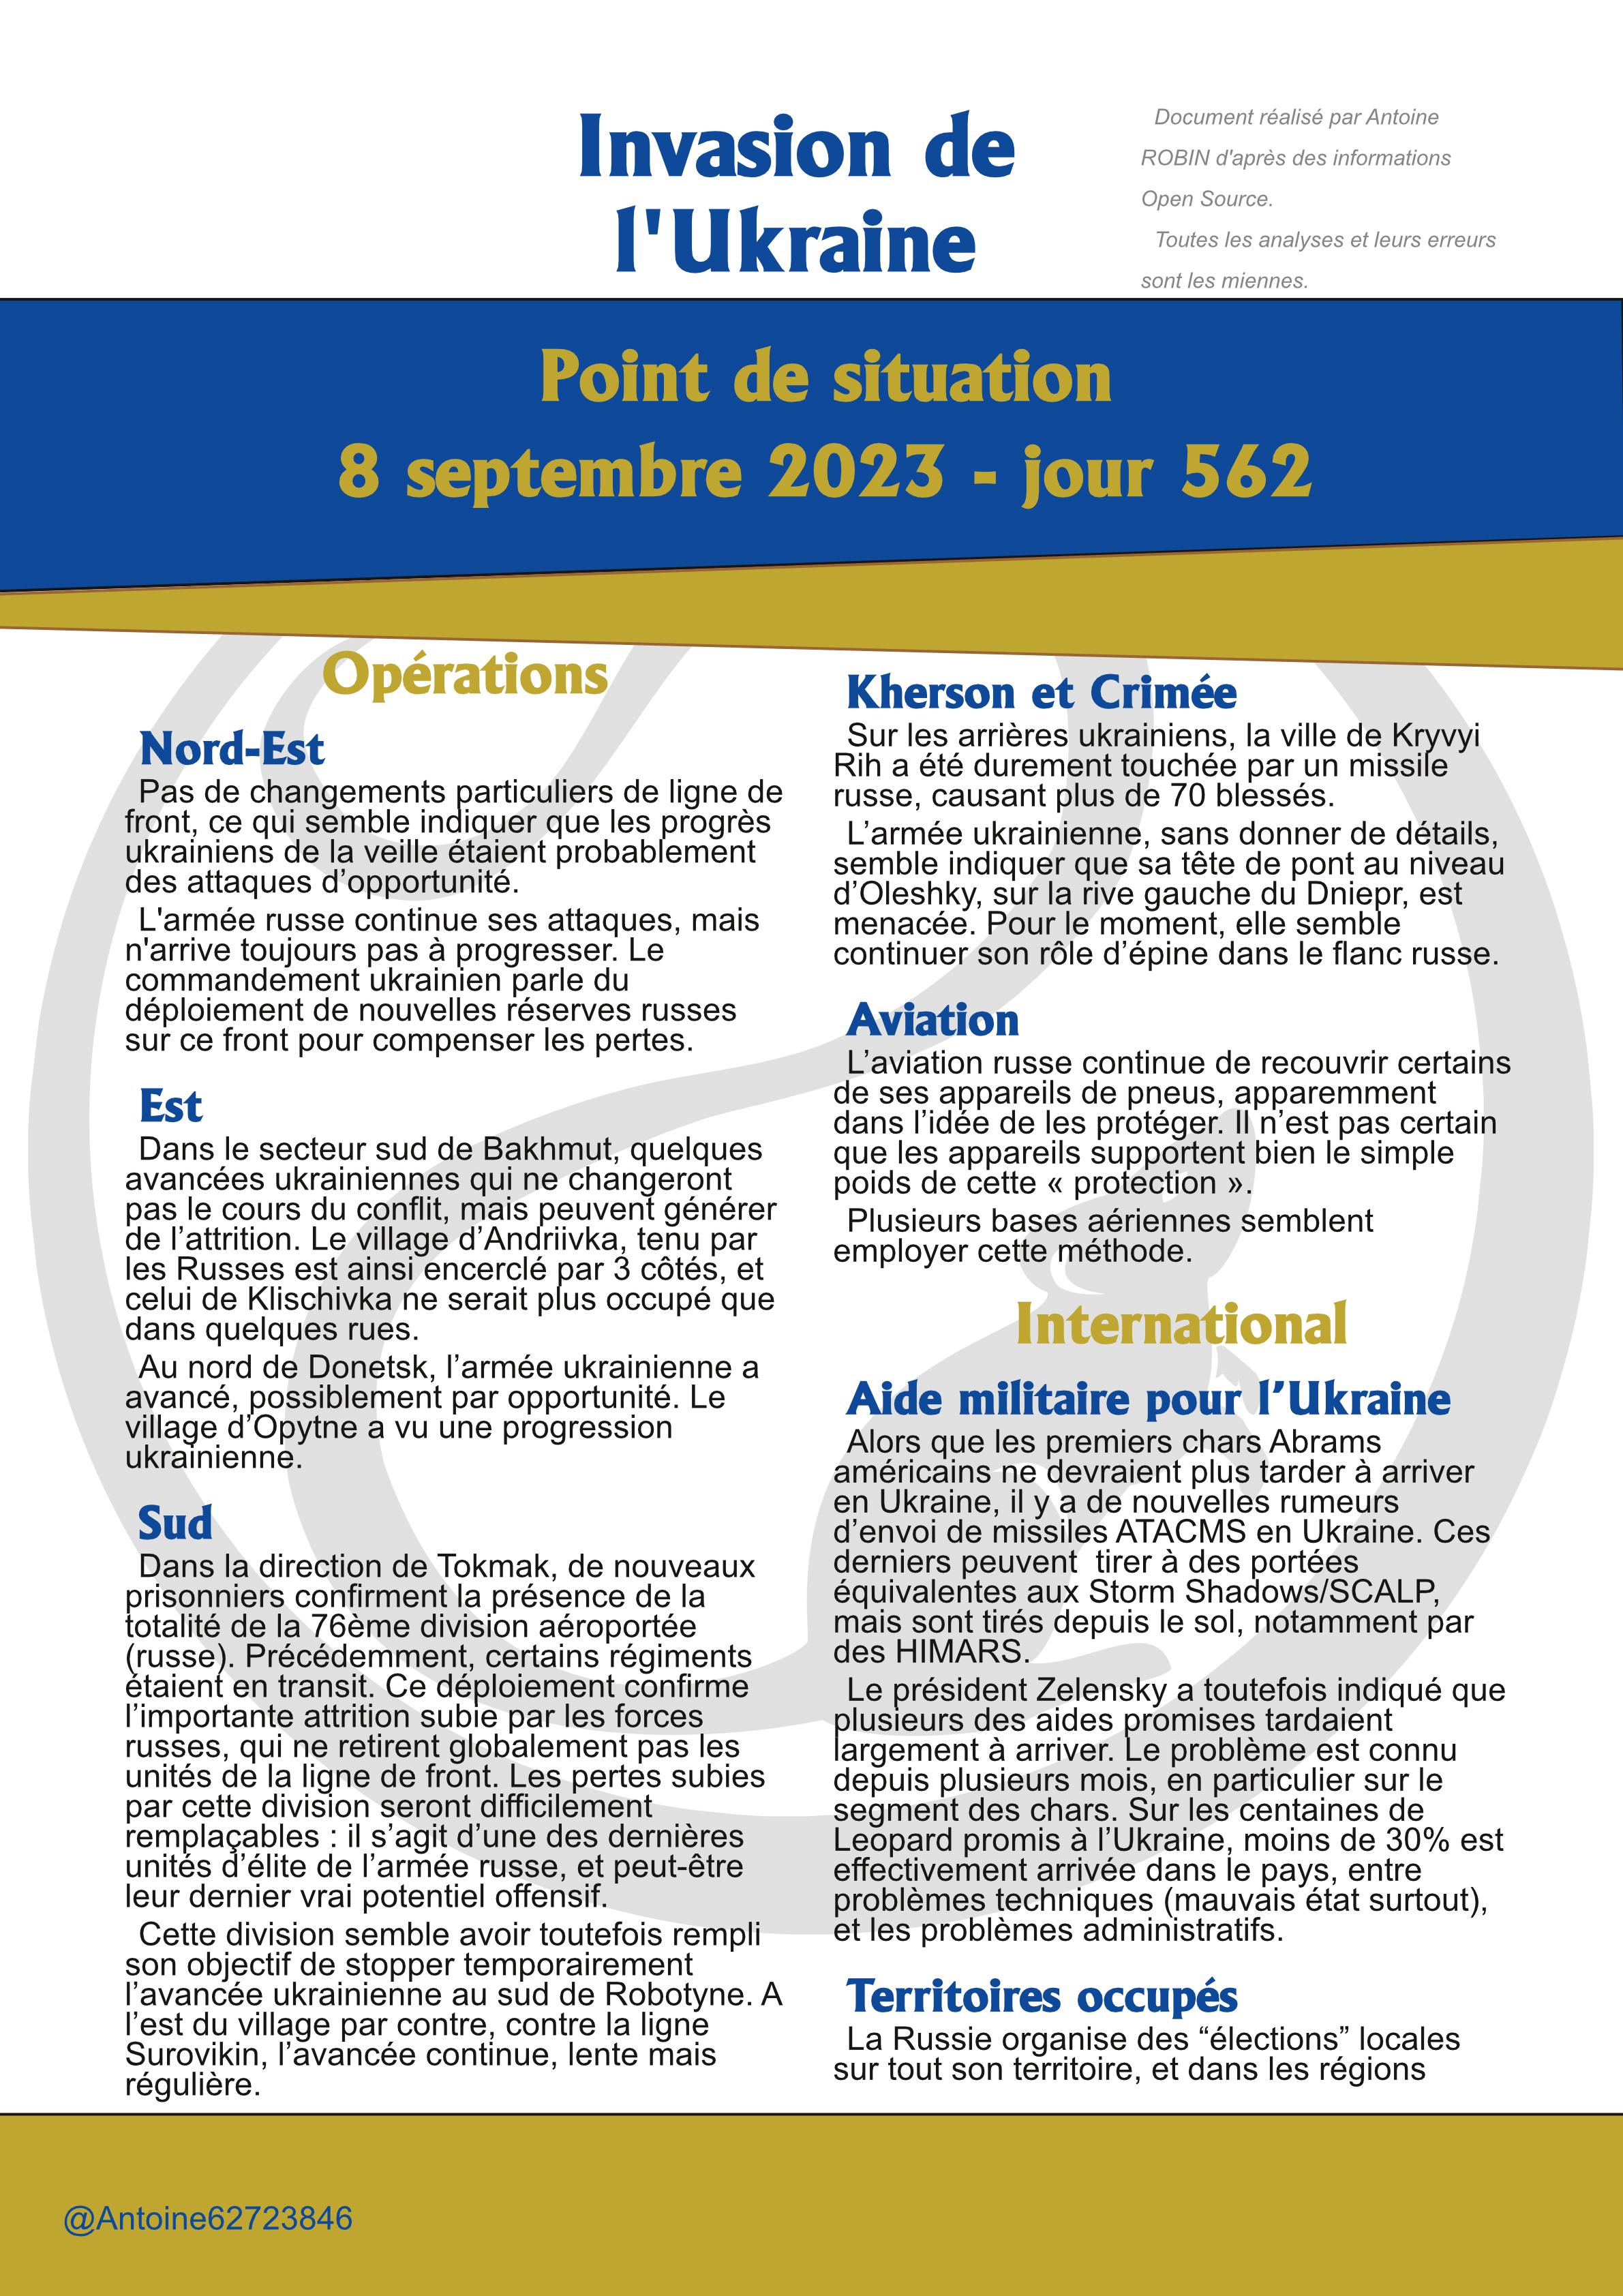 Invasion de
l'Ukraine
Document réalisé par Antoine
ROBIN d'après des informations
Open Source.
Toutes les analyses et leurs erreurs
sont les miennes.
Point de situation
8 septembre 2023 - jour 562
Opérations
Nord-Est
Pas de changements particuliers de ligne de
front, ce qui semble indiquer que les progrès
ukrainiens de la veille étaient probablement
des attaques d’opportunité.
L'armée russe continue ses attaques, mais
n'arrive toujours pas à progresser. Le
commandement ukrainien parle du
déploiement de nouvelles réserves russes
sur ce front pour compenser les pertes.
Est
Dans le secteur sud de Bakhmut, quelques
avancées ukrainiennes qui ne changeront
pas le cours du conflit, mais peuvent générer
de l’attrition. Le village d’Andriivka, tenu par
les Russes est ainsi encerclé par 3 côtés, et
celui de Klischivka ne serait plus occupé que
dans quelques rues.
Au nord de Donetsk, l’armée ukrainienne a
avancé, possiblement par opportunité. Le
village d’Opytne a vu une progression
ukrainienne.
Sud
Dans la direction de Tokmak, de nouveaux
prisonniers confirment la présence de la
totalité de la 76ème division aéroportée
(russe). Précédemment, certains régiments
étaient en transit. Ce déploiement confirme
l’importante attrition subie par les forces
russes, qui ne retirent globalement pas les
unités de la ligne de front. Les pertes subies
par cette division seront difficilement
remplaçables : il s’agit d’une des dernières
unités d’élite de l’armée russe, et peut-être
leur dernier vrai potentiel offensif.
Cette division semble avoir toutefois rempli
son objectif de stopper temporairement
l’avancée ukrainienne au sud de Robotyne. A
l’est du village par contre, contre la ligne
Surovikin, l’avancée continue, lente mais
régulière.
Kherson et Crimée
Sur les arrières ukrainiens, la ville de Kryvyi
Rih a été durement touchée par un missile
russe, causant plus de 70 blessés.
L’armée ukrainienne, sans donner de détails,
semble indiquer que sa tête de pont au niveau
d’Oleshky, sur la rive gauche du Dniepr, est
menacée. Pour le moment, elle semble
continuer son rôle d’épine dans le flanc russe.
Aviation
L’aviation russe continue de recouvrir certains
de ses appareils de pneus, apparemment
dans l’idée de les protéger. Il n’est pas certain
que les appareils supportent bien le simple
poids de cette « protection ».
Plusieurs bases aériennes semblent
employer cette méthode.
International
Aide militaire pour l’Ukraine
Alors que les premiers chars Abrams
américains ne devraient plus tarder à arriver
en Ukraine, il y a de nouvelles rumeurs
d’envoi de missiles ATACMS en Ukraine. Ces
derniers peuvent  tirer à des portées
équivalentes aux Storm Shadows/SCALP,
mais sont tirés depuis le sol, notamment par
des HIMARS.
Le président Zelensky a toutefois indiqué que
plusieurs des aides promises tardaient
largement à arriver. Le problème est connu
depuis plusieurs mois, en particulier sur le
segment des chars. Sur les centaines de
Leopard promis à l’Ukraine, moins de 30% est
effectivement arrivée dans le pays, entre
problèmes techniques (mauvais état surtout),
et les problèmes administratifs.
Territoires occupés
La Russie organise des “élections” locales
sur tout son territoire, et dans les régions
@Antoine62723846